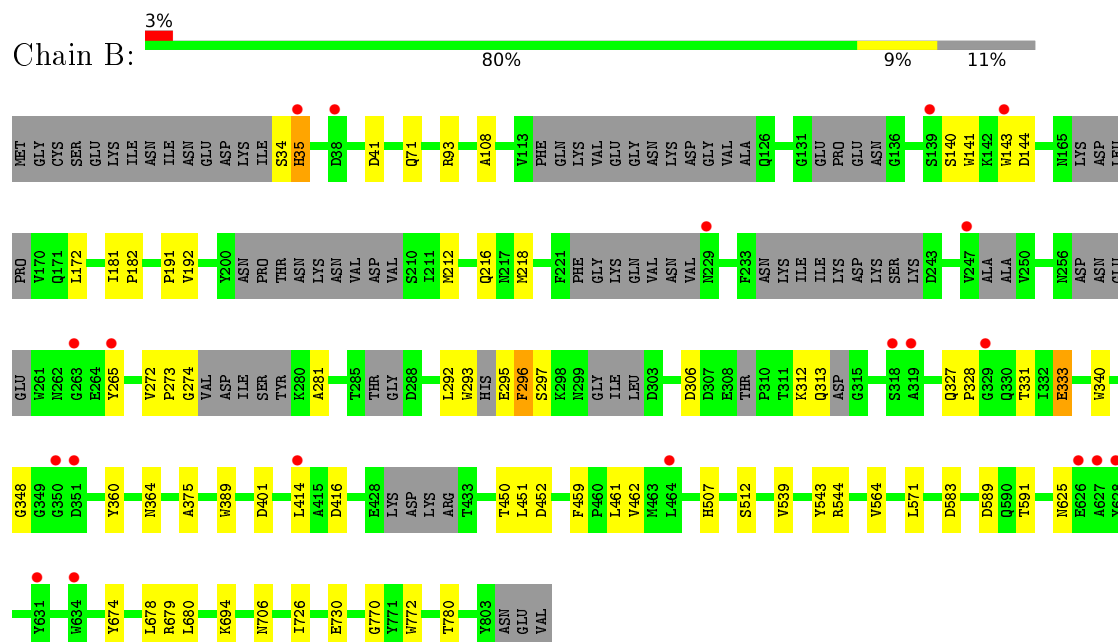 3%
Chain B:
80% 9% 11%
MET GLY CYS SER GLU LYS ILE ASN ILE ASN GLU ASP LYS ILE S34 H35 D38 D41 Q71 R93 A108 V113 PHE GLN LYS VAL GLU GLY ASN LYS ASP GLY VAL ALA Q126 G131 GLU PRO GLU ASN G136 S139 S140 W141 K142 W143 D144 N165 LYS ASP LEU
PRO V170 Q171 L172 I181 P182 P191 V192 Y200 ASN PRO THR ASN LYS ASN VAL ASP VAL S210 I211 M212 Q216 N217 M218 F221 PHE GLY LYS GLN VAL ASN VAL N229 F233 ASN LYS ILE ILE LYS ASP LYS SER LYS D243 V247 ALA ALA V250 N256 ASP ASN GLU
GLU W261 N262 G263 E264 Y265 V272 P273 G274 VAL ASP ILE SER TYR K280 A281 T285 THR GLY D288 L292 W293 HIS E295 F296 S297 K298 N299 GLY ILE LEU D303 D306 D307 E308 THR P310 T311 K312 Q313 ASP G315 S318 A319 Q327 P328 G329 Q330 T331 I332 E333 W340
G348 G349 G350 D351 Y360 N364 A375 W389 D401 L414 A415 D416 E428 LYS ASP LYS ARG T433 T450 L451 D452 F459 P460 L461 V462 M463 L464 H507 S512 V539 Y543 R544 V564 L571 D583 D589 Q590 T591 N625 E626 A627 Y628
Y631 W634 Y674 L678 R679 L680 K694 N706 I726 E730 G770 Y771 W772 T780 Y803 ASN GLU VAL